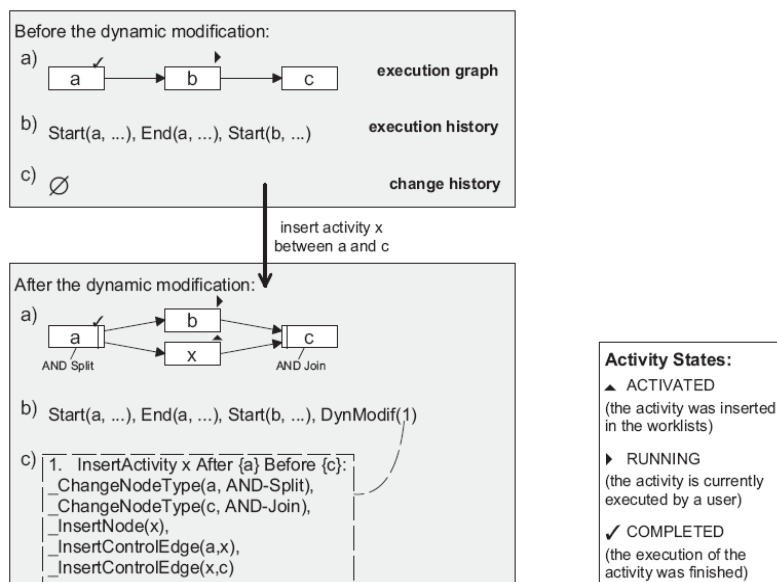 Before the dynamic modification:
a)
a
b
c
execution graph
b)
Start(a, ...), End(a, ...), Start(b, ...)
execution history
c)
∅
change history
insert activity x
between a and c
After the dynamic modification:
a)
a
b
x
c
AND Split
AND Join
b)
Start(a, ...), End(a, ...), Start(b, ...), DynModif(1)
c)
1. InsertActivity x After {a} Before {c}:
_ChangeNodeType(a, AND-Split),
_ChangeNodeType(c, AND-Join),
_InsertNode(x),
_InsertControlEdge(a,x),
_InsertControlEdge(x,c)
Activity States:
ACTIVATED
(the activity was inserted
in the worklists)
RUNNING
(the activity is currently
executed by a user)
COMPLETED
(the execution of the
activity was finished)